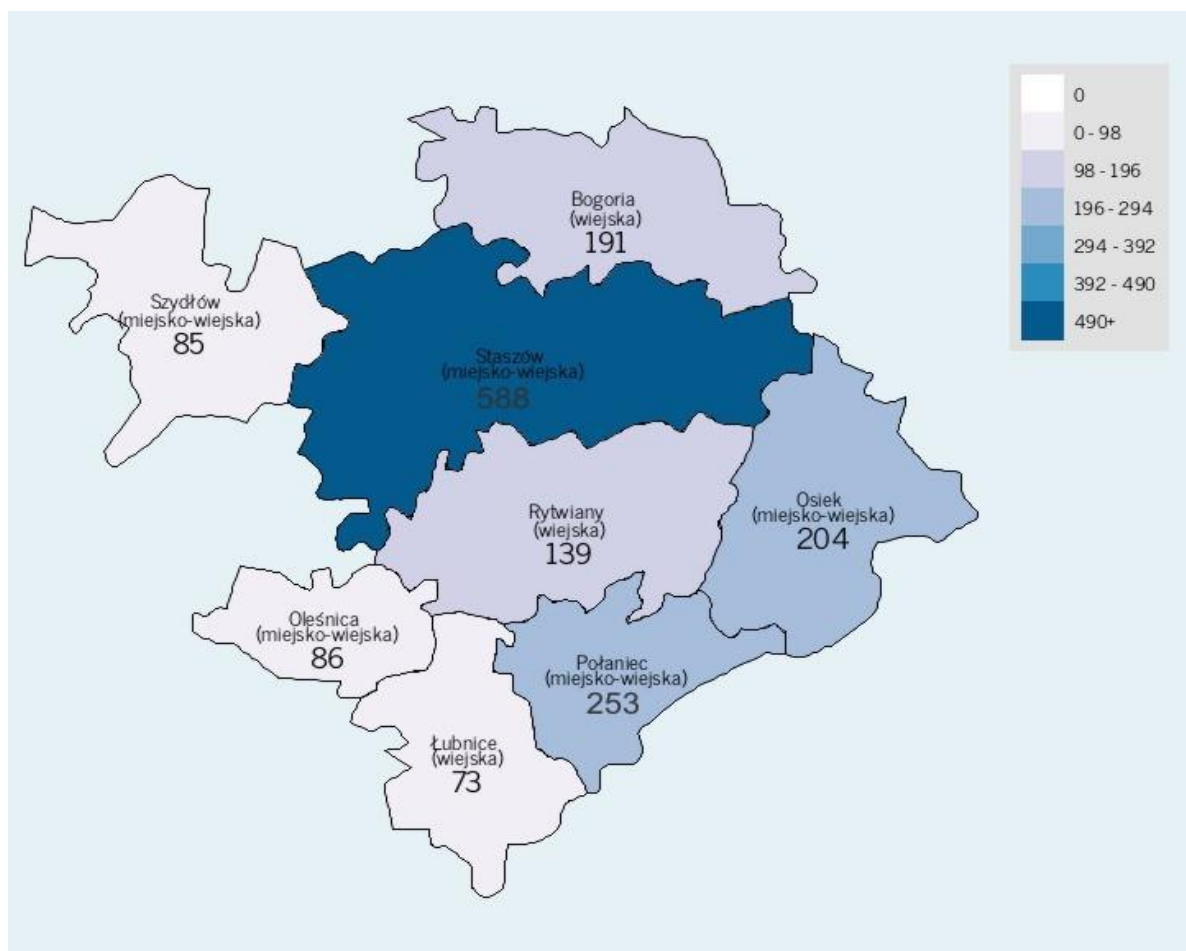 0
0 - 98
98 - 196
196 - 294
294 - 392
392 - 490
490+
Bogoria
(wiejska)
191
Szydłów
(miejsko-wiejska)
85
Staszów
(miejsko-wiejska)
588
Osiek
(miejsko-wiejska)
204
Rytwiany
(wiejska)
139
Oleśnica
(miejsko-wiejska)
86
Połaniec
(miejsko-wiejska)
253
Łubnice
(wiejska)
73